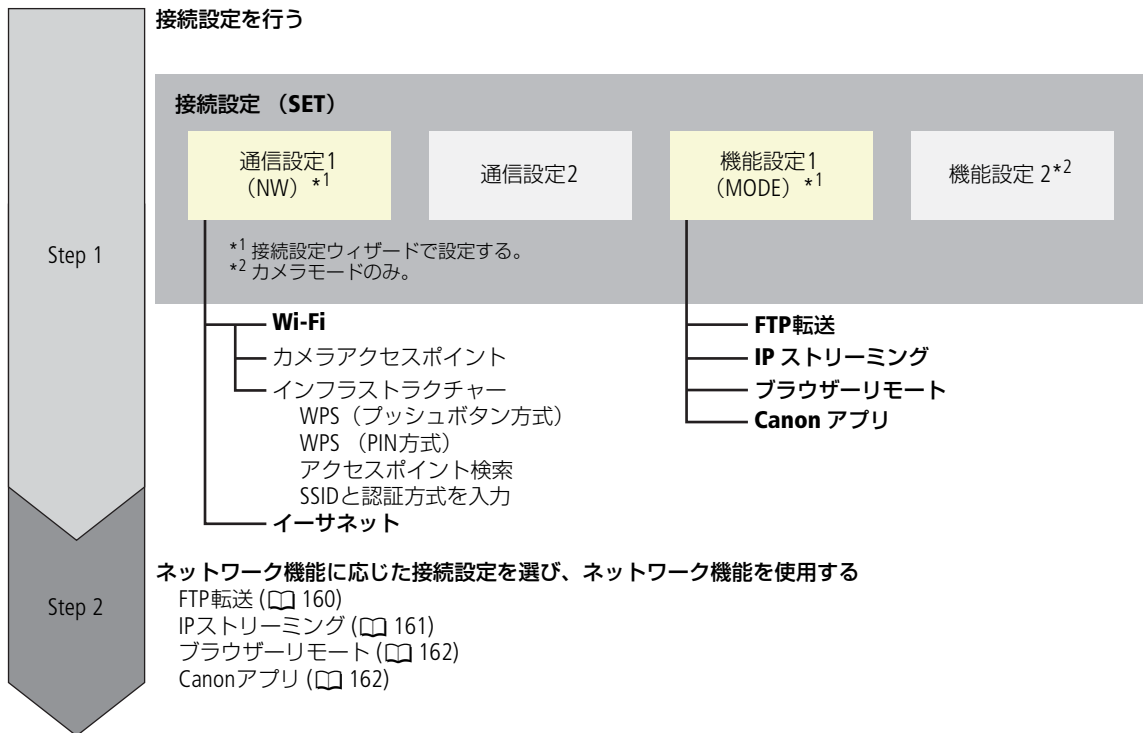 接続設定を行う
接続設定 （SET）
通信設定1
（NW）*1
通信設定2
機能設定1
（MODE）*1
機能設定 2*2
*1 接続設定ウィザードで設定する。
*2 カメラモードのみ。
Step 1
Wi-Fi
カメラアクセスポイント
インフラストラクチャー
WPS（プッシュボタン方式）
WPS （PIN方式）
アクセスポイント検索
SSIDと認証方式を入力
イーサネット
FTP転送
IP ストリーミング
ブラウザーリモート
Canon アプリ
Step 2
ネットワーク機能に応じた接続設定を選び、ネットワーク機能を使用する
FTP転送 (160)
IPストリーミング (161)
ブラウザーリモート (162)
Canonアプリ (162)